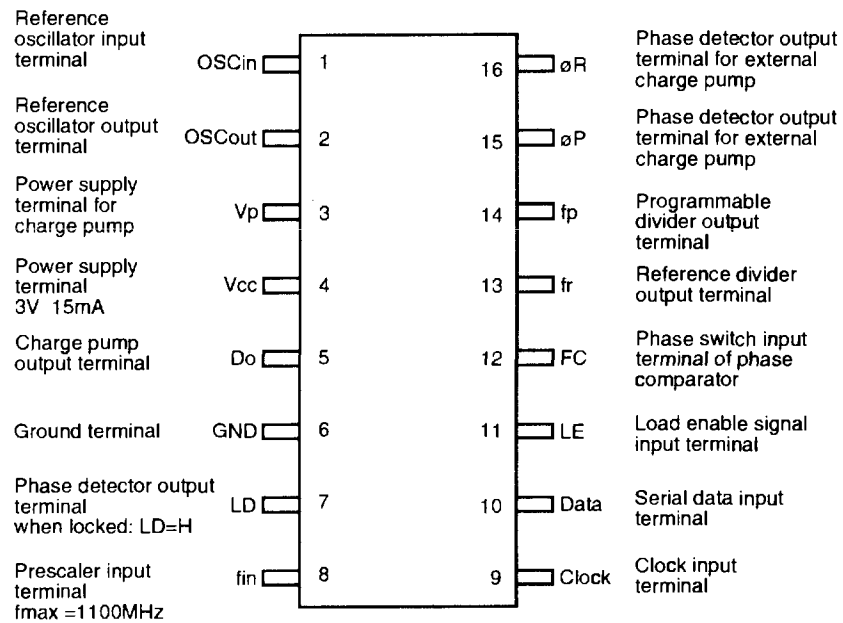 Reference
oscillator input
terminal
OSCin
1
Reference
oscillator output
terminal
OSCout
2
Power supply
terminal for
charge pump
Vp
3
Power supply
terminal
3V 15mA
Vcc
4
Charge pump
output terminal
Do
5
Ground terminal
GND
6
Phase detector output
terminal
when locked: LD=H
LD
7
Prescaler input
terminal
fmax =1100MHz
fin
8
16
øR
Phase detector output
terminal for external
charge pump
15
øP
Phase detector output
terminal for external
charge pump
14
fp
Programmable
divider output
terminal
13
fr
Reference divider
output terminal
12
FC
Phase switch input
terminal of phase
comparator
11
LE
Load enable signal
input terminal
10
Data
Serial data input
terminal
9
Clock
Clock input
terminal